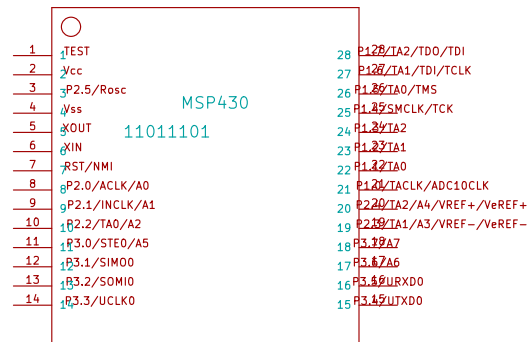 1 TEST
2 Vcc
3 P2.5/Rosc
4 Vss
5 XOUT
6 XIN
7 RST/NMI
8 P2.0/ACLK/A0
9 P2.1/INCLK/A1
10 P2.2/TA0/A2
11 P3.0/STE0/A5
12 P3.1/SIMO0
13 P3.2/SOMI0
14 P3.3/UCLK0
MSP430
11011101
28 P1.7/TA2/TDO/TDI
27 P1.6/TA1/TDI/TCLK
26 P1.5/TA0/TMS
25 P1.4/SMCLK/TCK
24 P1.3/TA2
23 P1.2/TA1
22 P1.1/TA0
21 P1.0/TACLK/ADC10CLK
20 P2.4/TA2/A4/VREF+/VeREF+
19 P2.3/TA1/A3/VREF-/VeREF-
18 P3.7/A7
17 P3.6/A6
16 P3.5/URXD0
15 P3.4/UTXD0